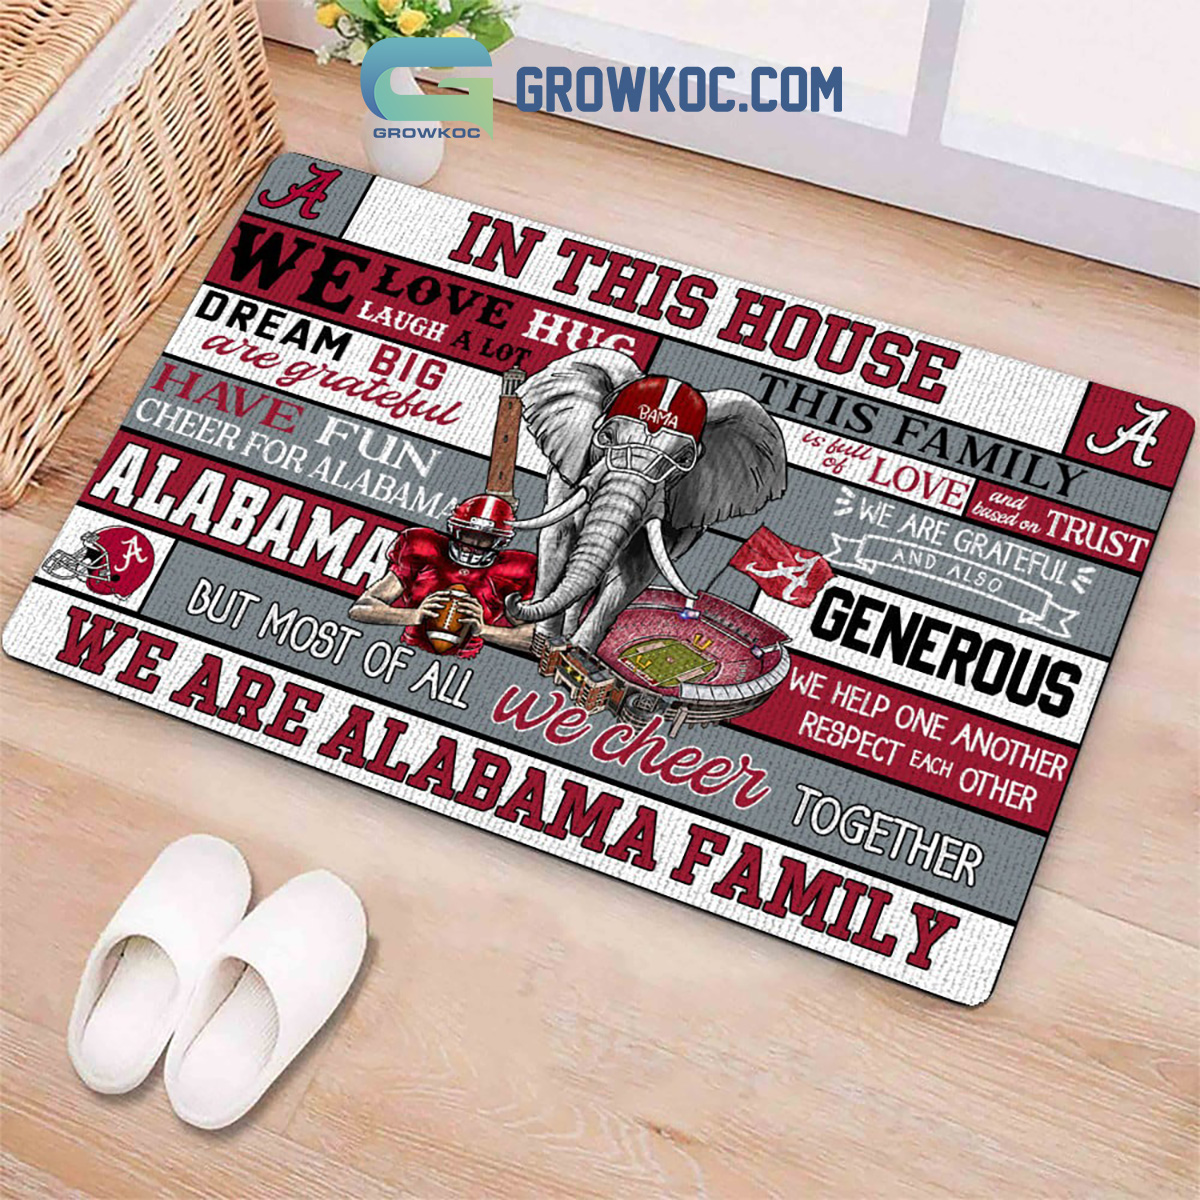 GROWKOC
GROWKOC.COM
A
IN THIS HOUSE
WE LOVE HUG
LAUGH A LOT
DREAM BIG
are grateful
HAVE FUN
CHEER FOR ALABAMA
ALABAMA
A
BAMA
THIS FAMILY
is full of LOVE and based on TRUST
WE ARE GRATEFUL
AND ALSO
GENEROUS
WE HELP ONE ANOTHER
RESPECT EACH OTHER
A
A
BUT MOST OF ALL we cheer TOGETHER
WE ARE ALABAMA FAMILY